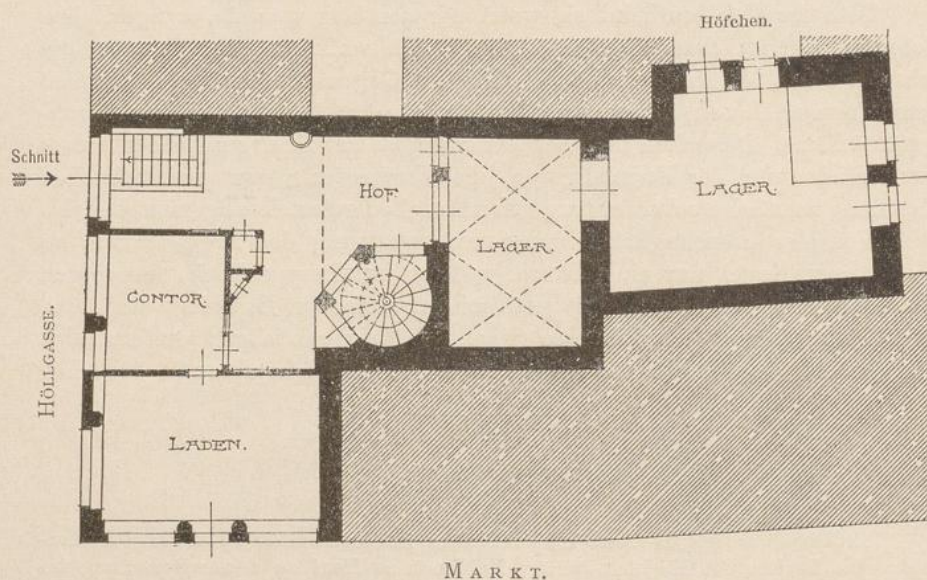 Höfchen.
Schnitt
HOF.
LAGER.
LAGER.
CONTOR.
HÖLLGASSE.
LADEN.
MARKT.